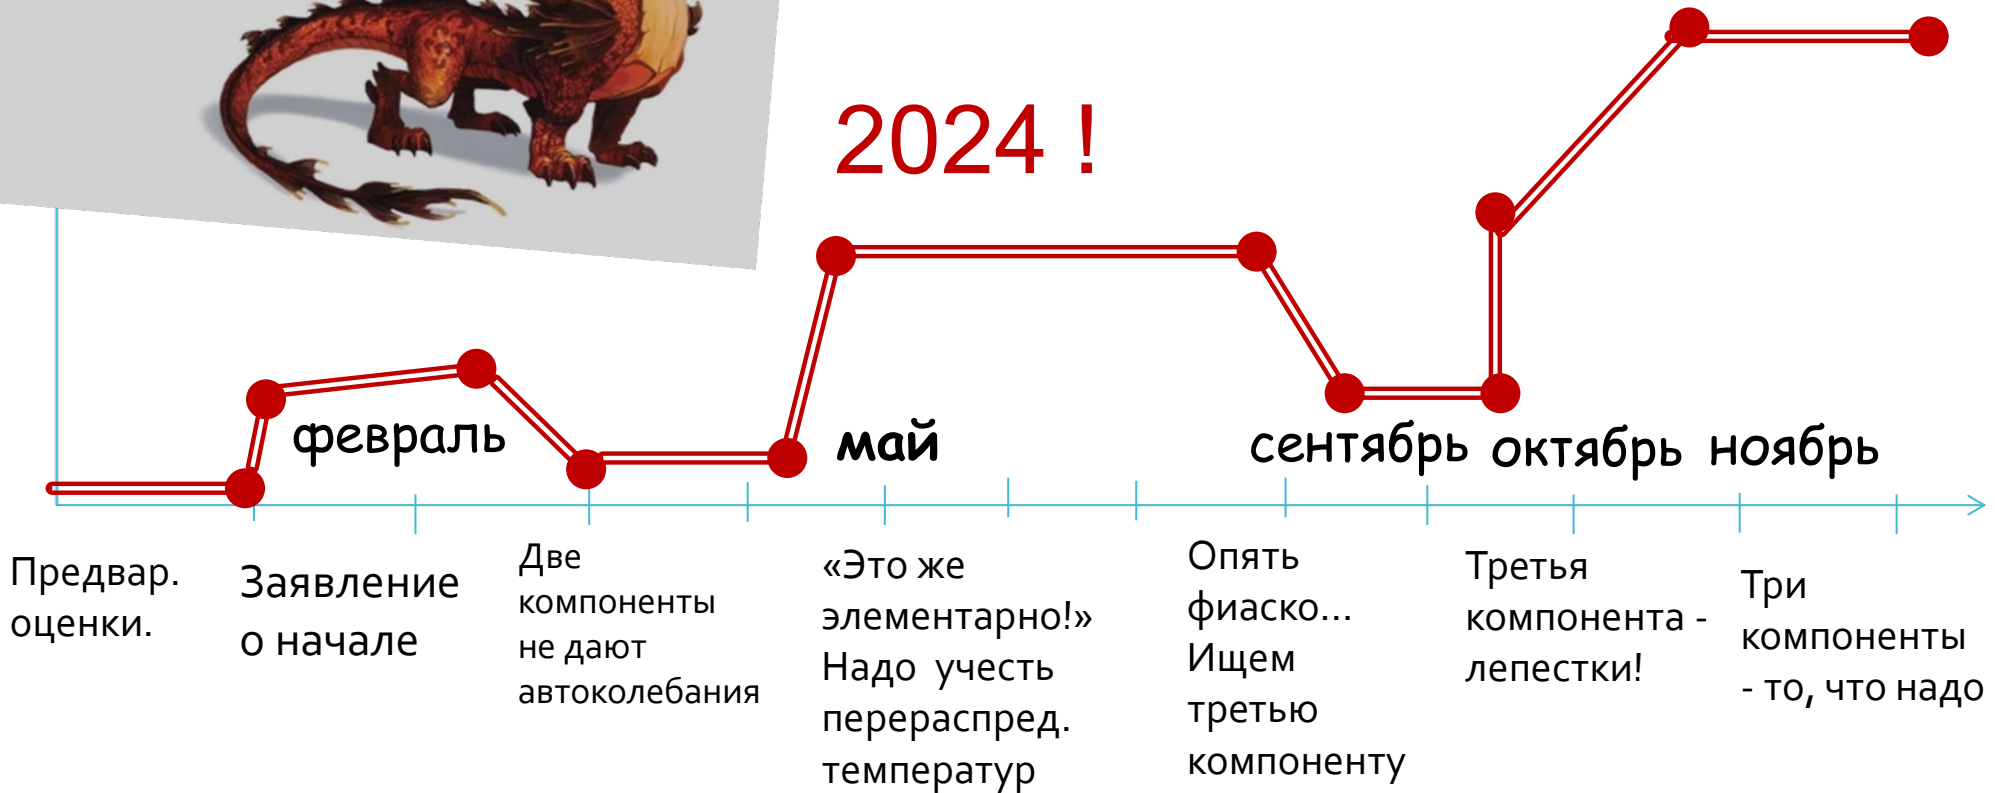 2024 !
февраль
май
сентябрь
октябрь
ноябрь
Предвар.
оценки.
Заявление
о начале
Две
компоненты
не дают
автоколебания
«Это же
элементарно!»
Надо учесть
перераспред.
температур
Опять
фиаско...
Ищем
третью
компоненту
Третья
компонента -
лепестки!
Три
компоненты
- то, что надо